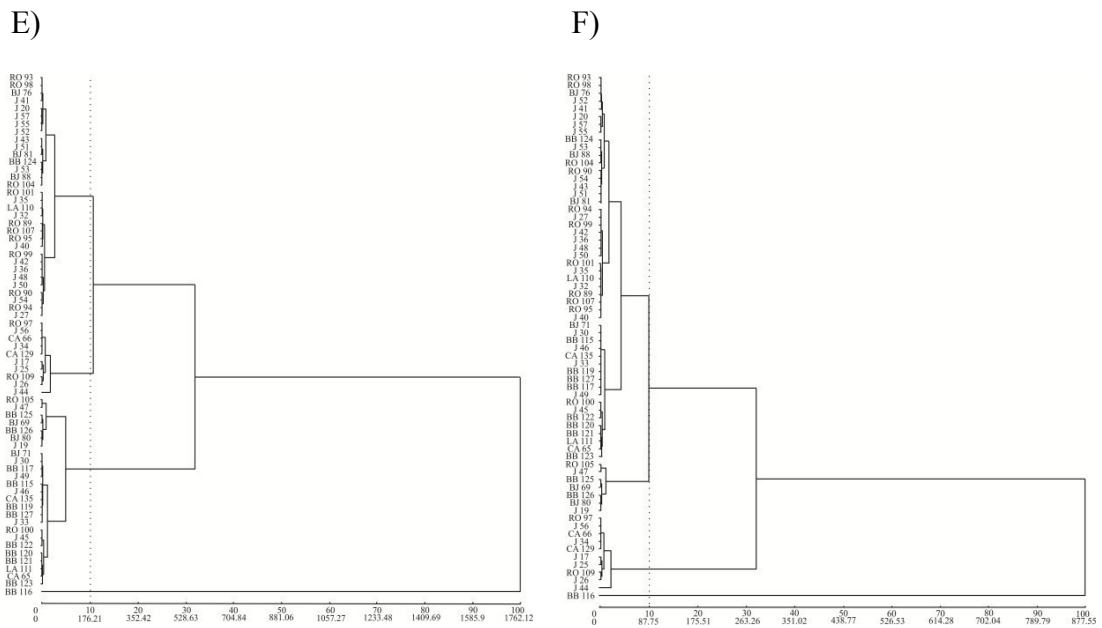 E)
RO 93
RO 98
BJ 76
J 41
J 20
J 57
J 55
J 52
J 43
J 51
BJ 81
BB 124
J 53
BJ 88
RO 104
RO 101
J 35
LA 110
J 32
RO 89
RO 107
RO 95
J 40
RO 99
J 42
J 36
J 48
J 50
RO 90
J 54
RO 94
J 27
RO 97
J 56
CA 66
J 34
CA 129
J 17
J 25
RO 109
J 26
J 44
RO 105
J 47
BB 125
BJ 69
BB 126
BJ 80
J 19
BJ 71
J 30
BB 117
J 49
BB 115
J 46
CA 135
BB 119
BB 127
J 33
RO 100
J 45
BB 122
BB 120
BB 121
LA 111
CA 65
BB 123
BB 116
0 10 20 30 40 50 60 70 80 90 100
176.21 352.42 528.63 704.84 881.06 1057.27 1233.48 1409.69 1585.9 1762.12
F)
RO 93
RO 98
BJ 76
J 52
J 41
J 20
J 57
J 55
BB 124
J 53
BJ 88
RO 104
RO 90
J 54
J 43
J 51
BJ 81
RO 94
J 27
RO 99
J 42
J 36
J 48
J 50
RO 101
J 35
LA 110
J 32
RO 89
RO 107
RO 95
J 40
BJ 71
J 30
BB 115
J 46
CA 135
J 33
BB 119
BB 127
BB 117
J 49
RO 100
J 45
BB 122
BB 120
BB 121
LA 111
CA 65
BB 123
RO 105
J 47
BB 125
BJ 69
BB 126
BJ 80
J 19
RO 97
J 56
CA 66
J 34
CA 129
J 17
J 25
RO 109
J 26
J 44
BB 116
0 10 20 30 40 50 60 70 80 90 100
87.75 175.51 263.26 351.02 438.77 526.53 614.28 702.04 789.79 877.55